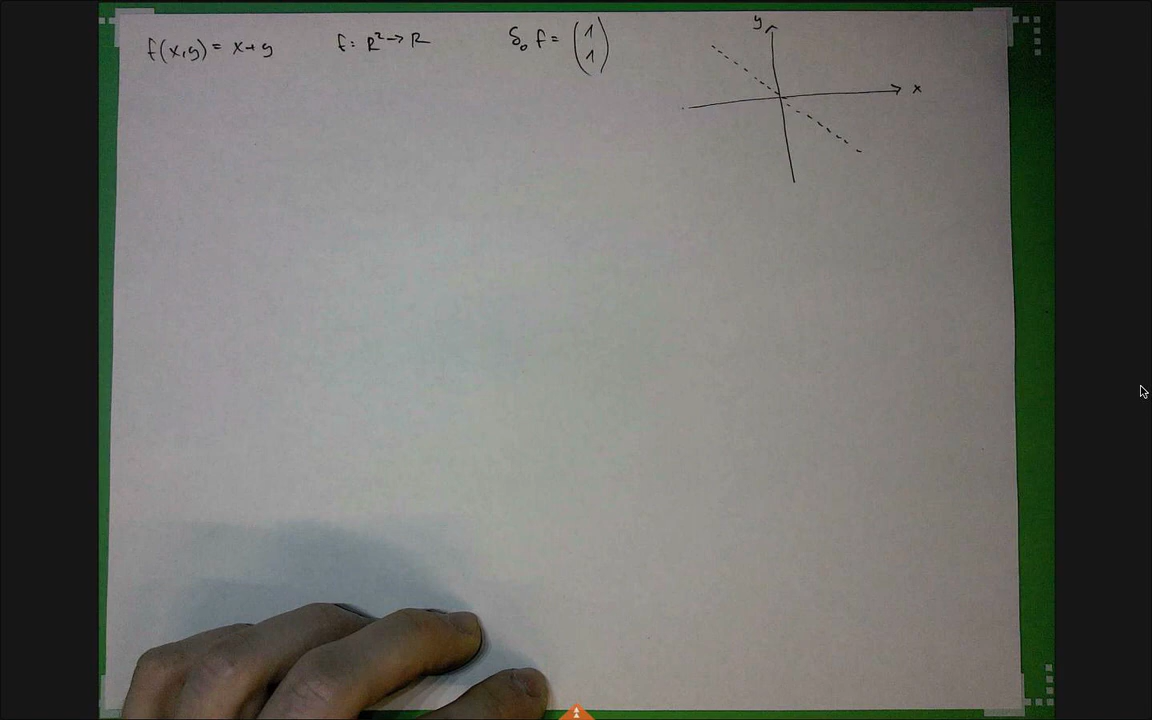 f(x,y) = x+y f: R² → R δ₀ f = (1 1)
y
x